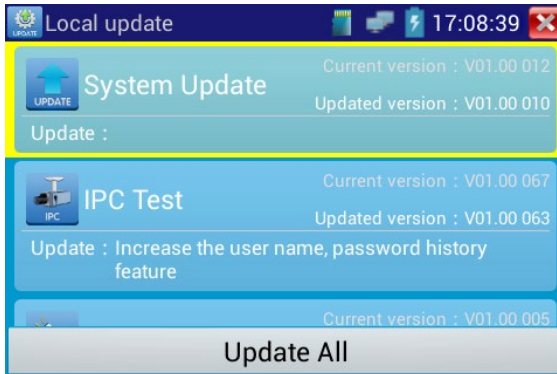 UPDATE
Local update
17:08:39
Current version : V01.00 012
System Update
UPDATE
Updated version : V01.00 010
Update :
Current version : V01.00 067
IPC Test
IPC
Updated version : V01.00 063
Update : Increase the user name, password history
feature
Current version : V01.00 005
Update All